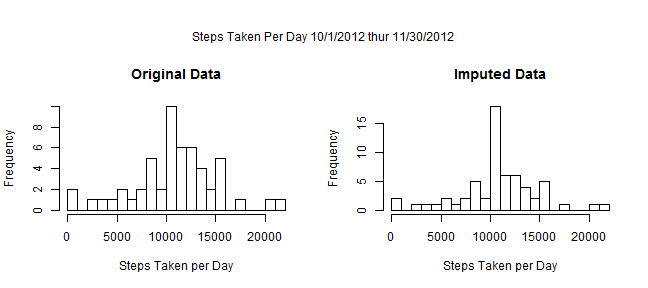 Steps Taken Per Day 10/1/2012 thur 11/30/2012
Original Data
Imputed Data
Frequency
0 2 4 6 8
0 5000 10000 15000 20000
Steps Taken per Day
Frequency
0 5 10 15
0 5000 10000 15000 20000
Steps Taken per Day